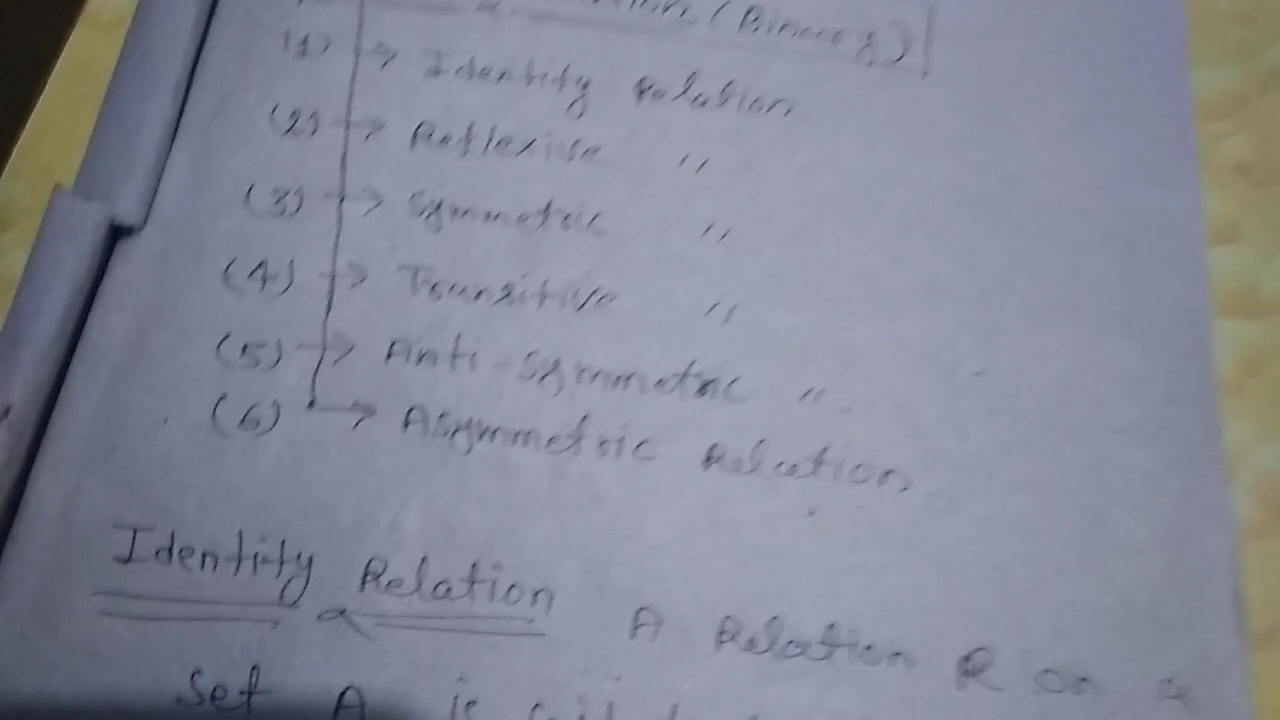 (Binary)
(1) → Identity Relation
(2) → Reflexive "
(3) → Symmetric "
(4) → Transitive "
(5) → Anti-Symmetric "
(6) → Asymmetric Relation
Identity Relation A Relation R on a
Set A is